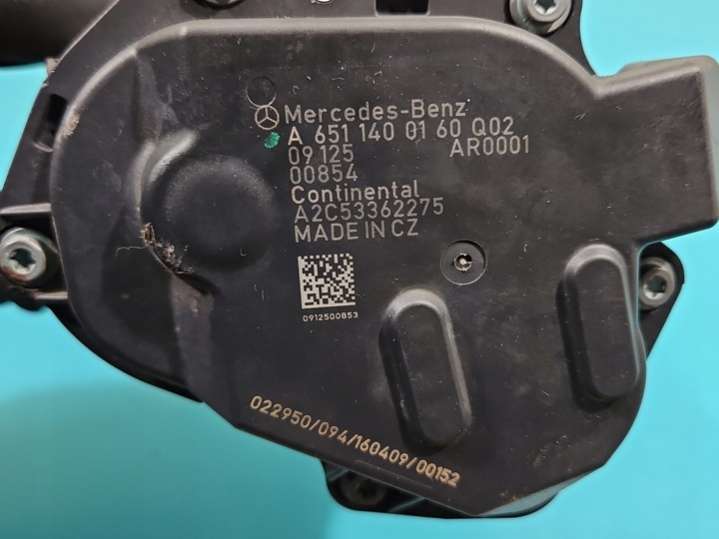 Mercedes-Benz
A 651 140 01 60 Q02
09125 AR0001
00854
Continental
A2C53362275
MADE IN CZ
0912500853
022950/094/160409/00152